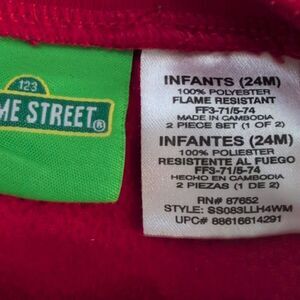 123
ME STREET®
INFANTS (24M)
100% POLYESTER
FLAME RESISTANT
FF3-71/5-74
MADE IN CAMBODIA
2 PIECE SET (1 OF 2)
INFANTES (24M)
100% POLIESTER
RESISTENTE AL FUEGO
FF3-71/5-74
HECHO EN CAMBODIA
2 PIEZAS (1 DE 2)
RN# 87652
STYLE: SS083LLH4WM
UPC# 88616614291